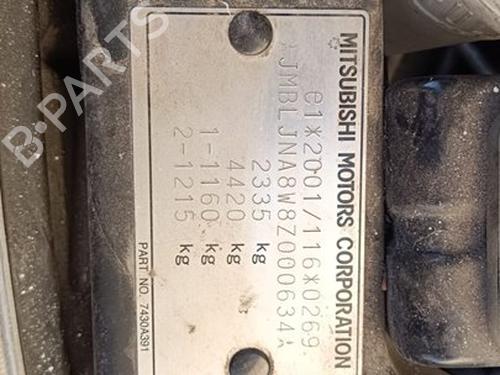 MITSUBISHI MOTORS CORPORATION
e1*2001/116*0269
*JMBLJNA8W8Z000634*
2335 kg
4420 kg
1-1160 kg
2-1215 kg
PART NO. 7430A391
B-PARTS